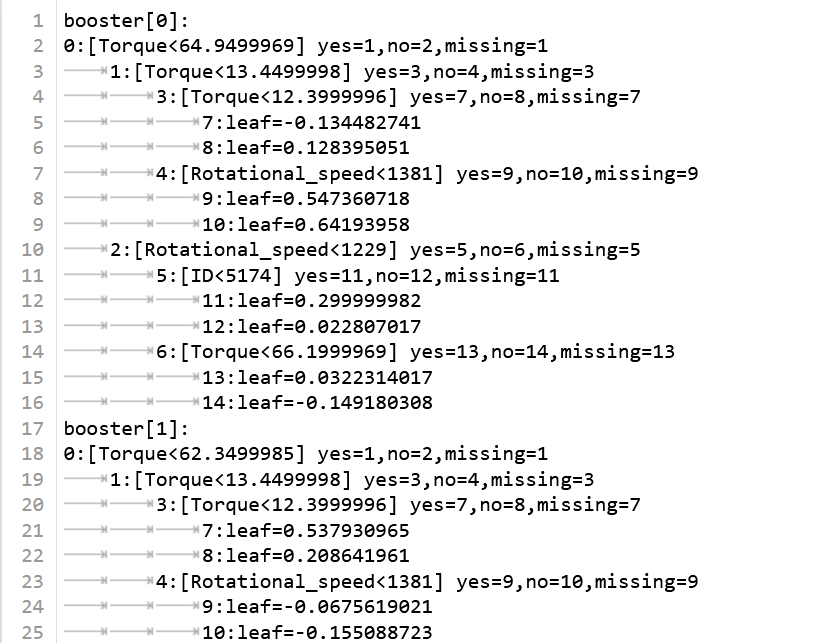 1 booster[0]:
2 0:[Torque<64.9499969] yes=1,no=2,missing=1
3 1:[Torque<13.4499998] yes=3,no=4,missing=3
4 3:[Torque<12.3999996] yes=7,no=8,missing=7
5 7:leaf=-0.134482741
6 8:leaf=0.128395051
7 4:[Rotational_speed<1381] yes=9,no=10,missing=9
8 9:leaf=0.547360718
9 10:leaf=0.64193958
10 2:[Rotational_speed<1229] yes=5,no=6,missing=5
11 5:[ID<5174] yes=11,no=12,missing=11
12 11:leaf=0.299999982
13 12:leaf=0.022807017
14 6:[Torque<66.1999969] yes=13,no=14,missing=13
15 13:leaf=0.0322314017
16 14:leaf=-0.149180308
17 booster[1]:
18 0:[Torque<62.3499985] yes=1,no=2,missing=1
19 1:[Torque<13.4499998] yes=3,no=4,missing=3
20 3:[Torque<12.3999996] yes=7,no=8,missing=7
21 7:leaf=0.537930965
22 8:leaf=0.208641961
23 4:[Rotational_speed<1381] yes=9,no=10,missing=9
24 9:leaf=-0.0675619021
25 10:leaf=-0.155088723